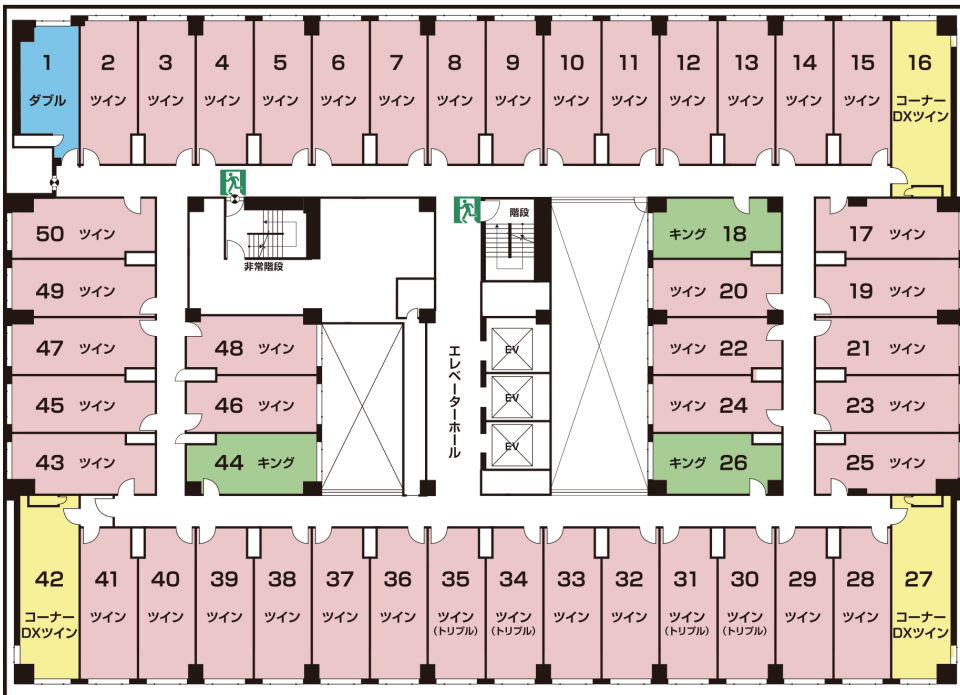 1
ダブル
2
ツイン
3
ツイン
4
ツイン
5
ツイン
6
ツイン
7
ツイン
8
ツイン
9
ツイン
10
ツイン
11
ツイン
12
ツイン
13
ツイン
14
ツイン
15
ツイン
16
コーナー
DXツイン
階段
非常階段
50 ツイン
キング 18
17 ツイン
49 ツイン
ツイン 20
19 ツイン
47 ツイン
48 ツイン
エレベーターホール
EV
ツイン 22
21 ツイン
45 ツイン
46 ツイン
EV
ツイン 24
23 ツイン
43 ツイン
44 キング
EV
キング 26
25 ツイン
42
コーナー
DXツイン
41
ツイン
40
ツイン
39
ツイン
38
ツイン
37
ツイン
36
ツイン
35
ツイン
(トリプル)
34
ツイン
(トリプル)
33
ツイン
32
ツイン
31
ツイン
(トリプル)
30
ツイン
(トリプル)
29
ツイン
28
ツイン
27
コーナー
DXツイン